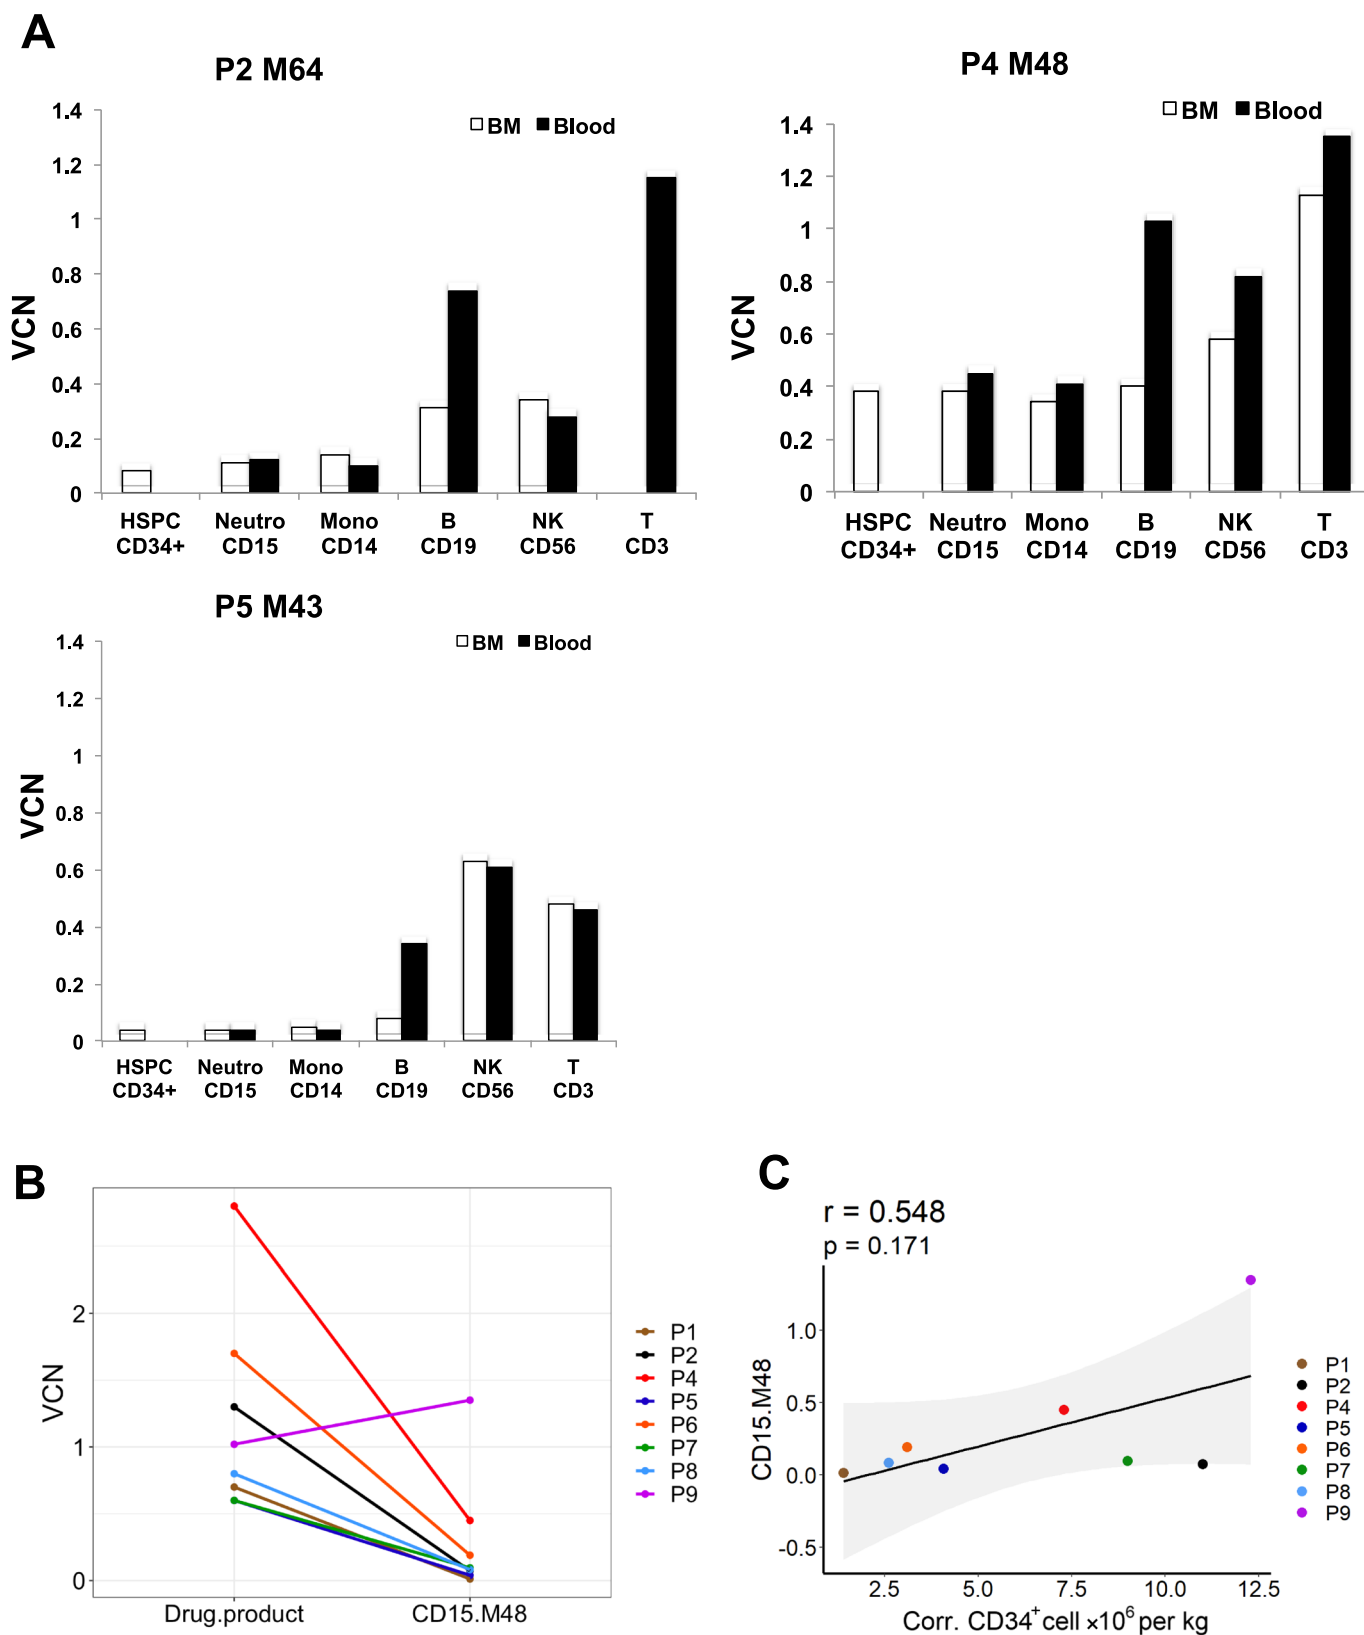 A
P2 M64
BM Blood
1.4
1.2
1
0.8
0.6
0.4
0.2
0
VCN
HSPC Neutro Mono B NK T
CD34+ CD15 CD14 CD19 CD56 CD3
P4 M48
BM Blood
1.4
1.2
1
0.8
0.6
0.4
0.2
0
VCN
HSPC Neutro Mono B NK T
CD34+ CD15 CD14 CD19 CD56 CD3
P5 M43
BM Blood
1.4
1.2
1
0.8
0.6
0.4
0.2
0
VCN
HSPC Neutro Mono B NK T
CD34+ CD15 CD14 CD19 CD56 CD3
B
2
1
0
VCN
Drug.product CD15.M48
P1
P2
P4
P5
P6
P7
P8
P9
C
r = 0.548
p = 0.171
1.0
0.5
0.0
-0.5
CD15.M48
2.5 5.0 7.5 10.0 12.5
Corr. CD34⁺ cell ×10⁶ per kg
P1
P2
P4
P5
P6
P7
P8
P9